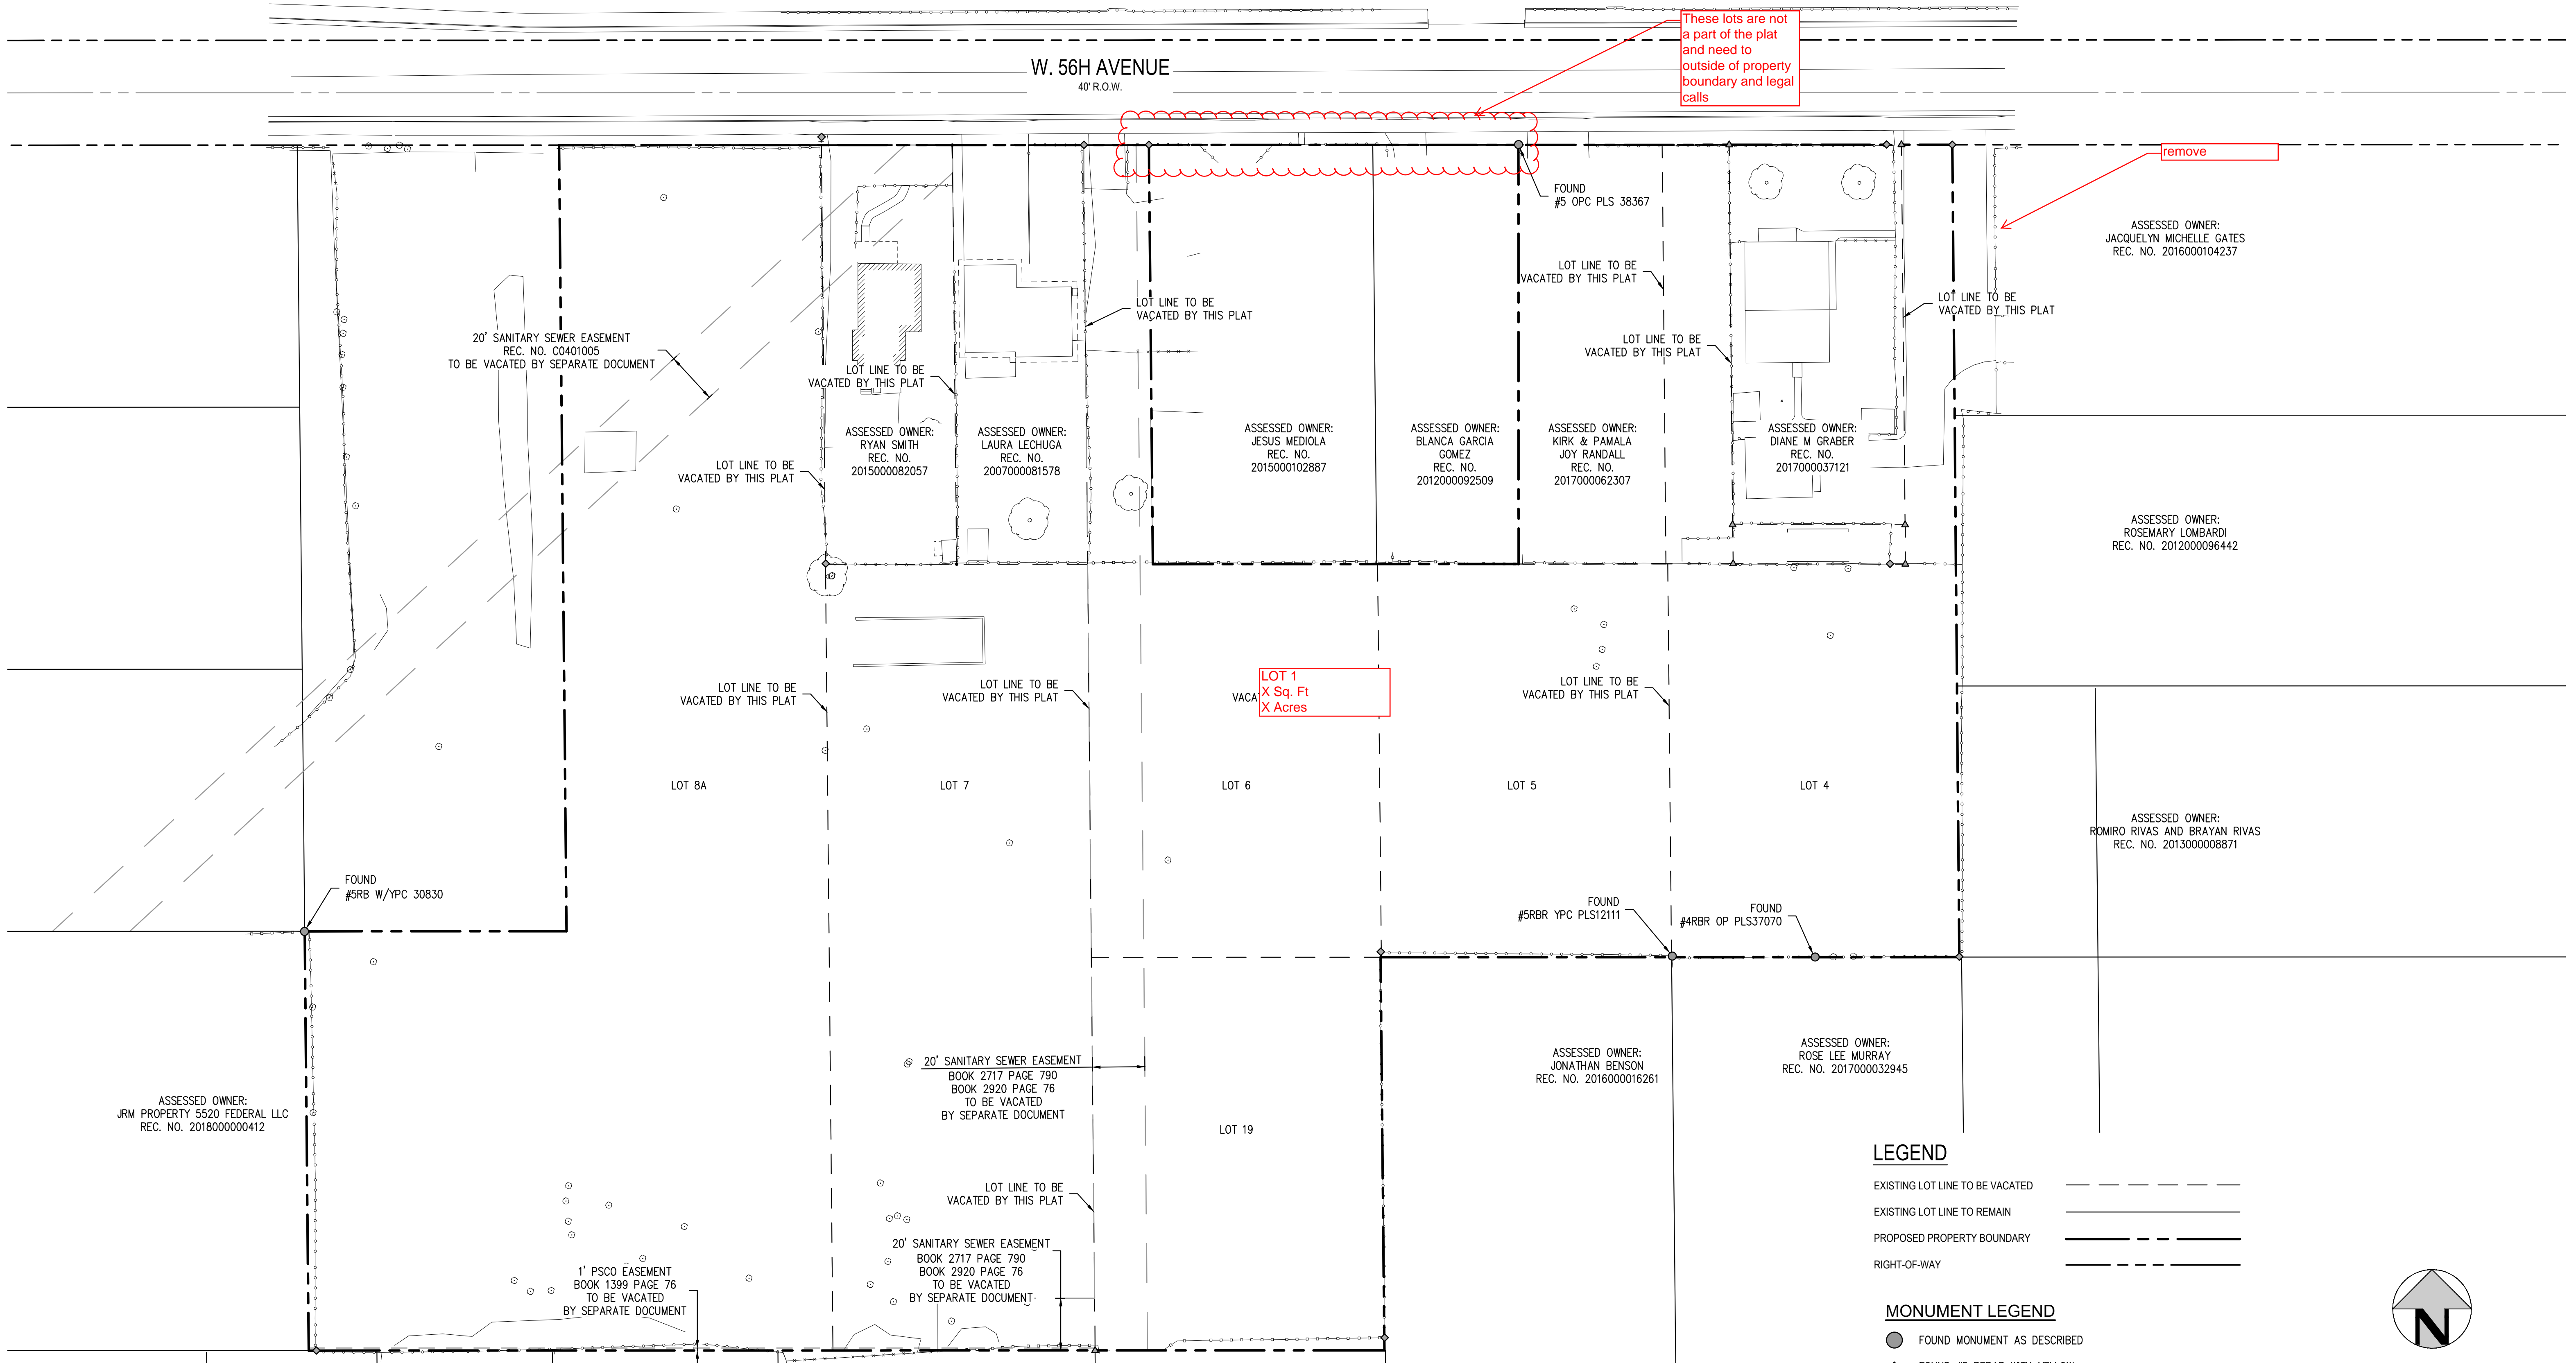 These lots are not
a part of the plat
and need to
outside of property
boundary and legal
calls
W. 56H AVENUE
40' R.O.W.
remove
FOUND
#5 OPC PLS 38367
ASSESSED OWNER:
JACQUELYN MICHELLE GATES
REC. NO. 2016000104237
LOT LINE TO BE
VACATED BY THIS PLAT
LOT LINE TO BE
VACATED BY THIS PLAT
LOT LINE TO BE
VACATED BY THIS PLAT
20' SANITARY SEWER EASEMENT
REC. NO. C0401005
TO BE VACATED BY SEPARATE DOCUMENT
LOT LINE TO BE
VACATED BY THIS PLAT
LOT LINE TO BE
VACATED BY THIS PLAT
ASSESSED OWNER:
RYAN SMITH
REC. NO.
2015000082057
ASSESSED OWNER:
LAURA LECHUGA
REC. NO.
2007000081578
ASSESSED OWNER:
JESUS MEDIOLA
REC. NO.
2015000102887
ASSESSED OWNER:
BLANCA GARCIA
GOMEZ
REC. NO.
2012000092509
ASSESSED OWNER:
KIRK & PAMALA
JOY RANDALL
REC. NO.
2017000062307
ASSESSED OWNER:
DIANE M GRABER
REC. NO.
2017000037121
LOT LINE TO BE
VACATED BY THIS PLAT
ASSESSED OWNER:
ROSEMARY LOMBARDI
REC. NO. 2012000096442
LOT LINE TO BE
VACATED BY THIS PLAT
LOT LINE TO BE
VACATED BY THIS PLAT
LOT 1
X Sq. Ft
X Acres
LOT LINE TO BE
VACATED BY THIS PLAT
LOT 8A
LOT 7
LOT 6
LOT 5
LOT 4
ASSESSED OWNER:
ROMIRO RIVAS AND BRAYAN RIVAS
REC. NO. 2013000008871
FOUND
#5RB W/YPC 30830
FOUND
#5RBR YPC PLS12111
FOUND
#4RBR OP PLS37070
20' SANITARY SEWER EASEMENT
BOOK 2717 PAGE 790
BOOK 2920 PAGE 76
TO BE VACATED
BY SEPARATE DOCUMENT
ASSESSED OWNER:
JONATHAN BENSON
REC. NO. 2016000016261
ASSESSED OWNER:
ROSE LEE MURRAY
REC. NO. 2017000032945
ASSESSED OWNER:
JRM PROPERTY 5520 FEDERAL LLC
REC. NO. 2018000000412
LOT 19
LOT LINE TO BE
VACATED BY THIS PLAT
20' SANITARY SEWER EASEMENT
BOOK 2717 PAGE 790
BOOK 2920 PAGE 76
TO BE VACATED
BY SEPARATE DOCUMENT
1' PSCO EASEMENT
BOOK 1399 PAGE 76
TO BE VACATED
BY SEPARATE DOCUMENT
LEGEND
EXISTING LOT LINE TO BE VACATED
EXISTING LOT LINE TO REMAIN
PROPOSED PROPERTY BOUNDARY
RIGHT-OF-WAY
MONUMENT LEGEND
FOUND MONUMENT AS DESCRIBED
N